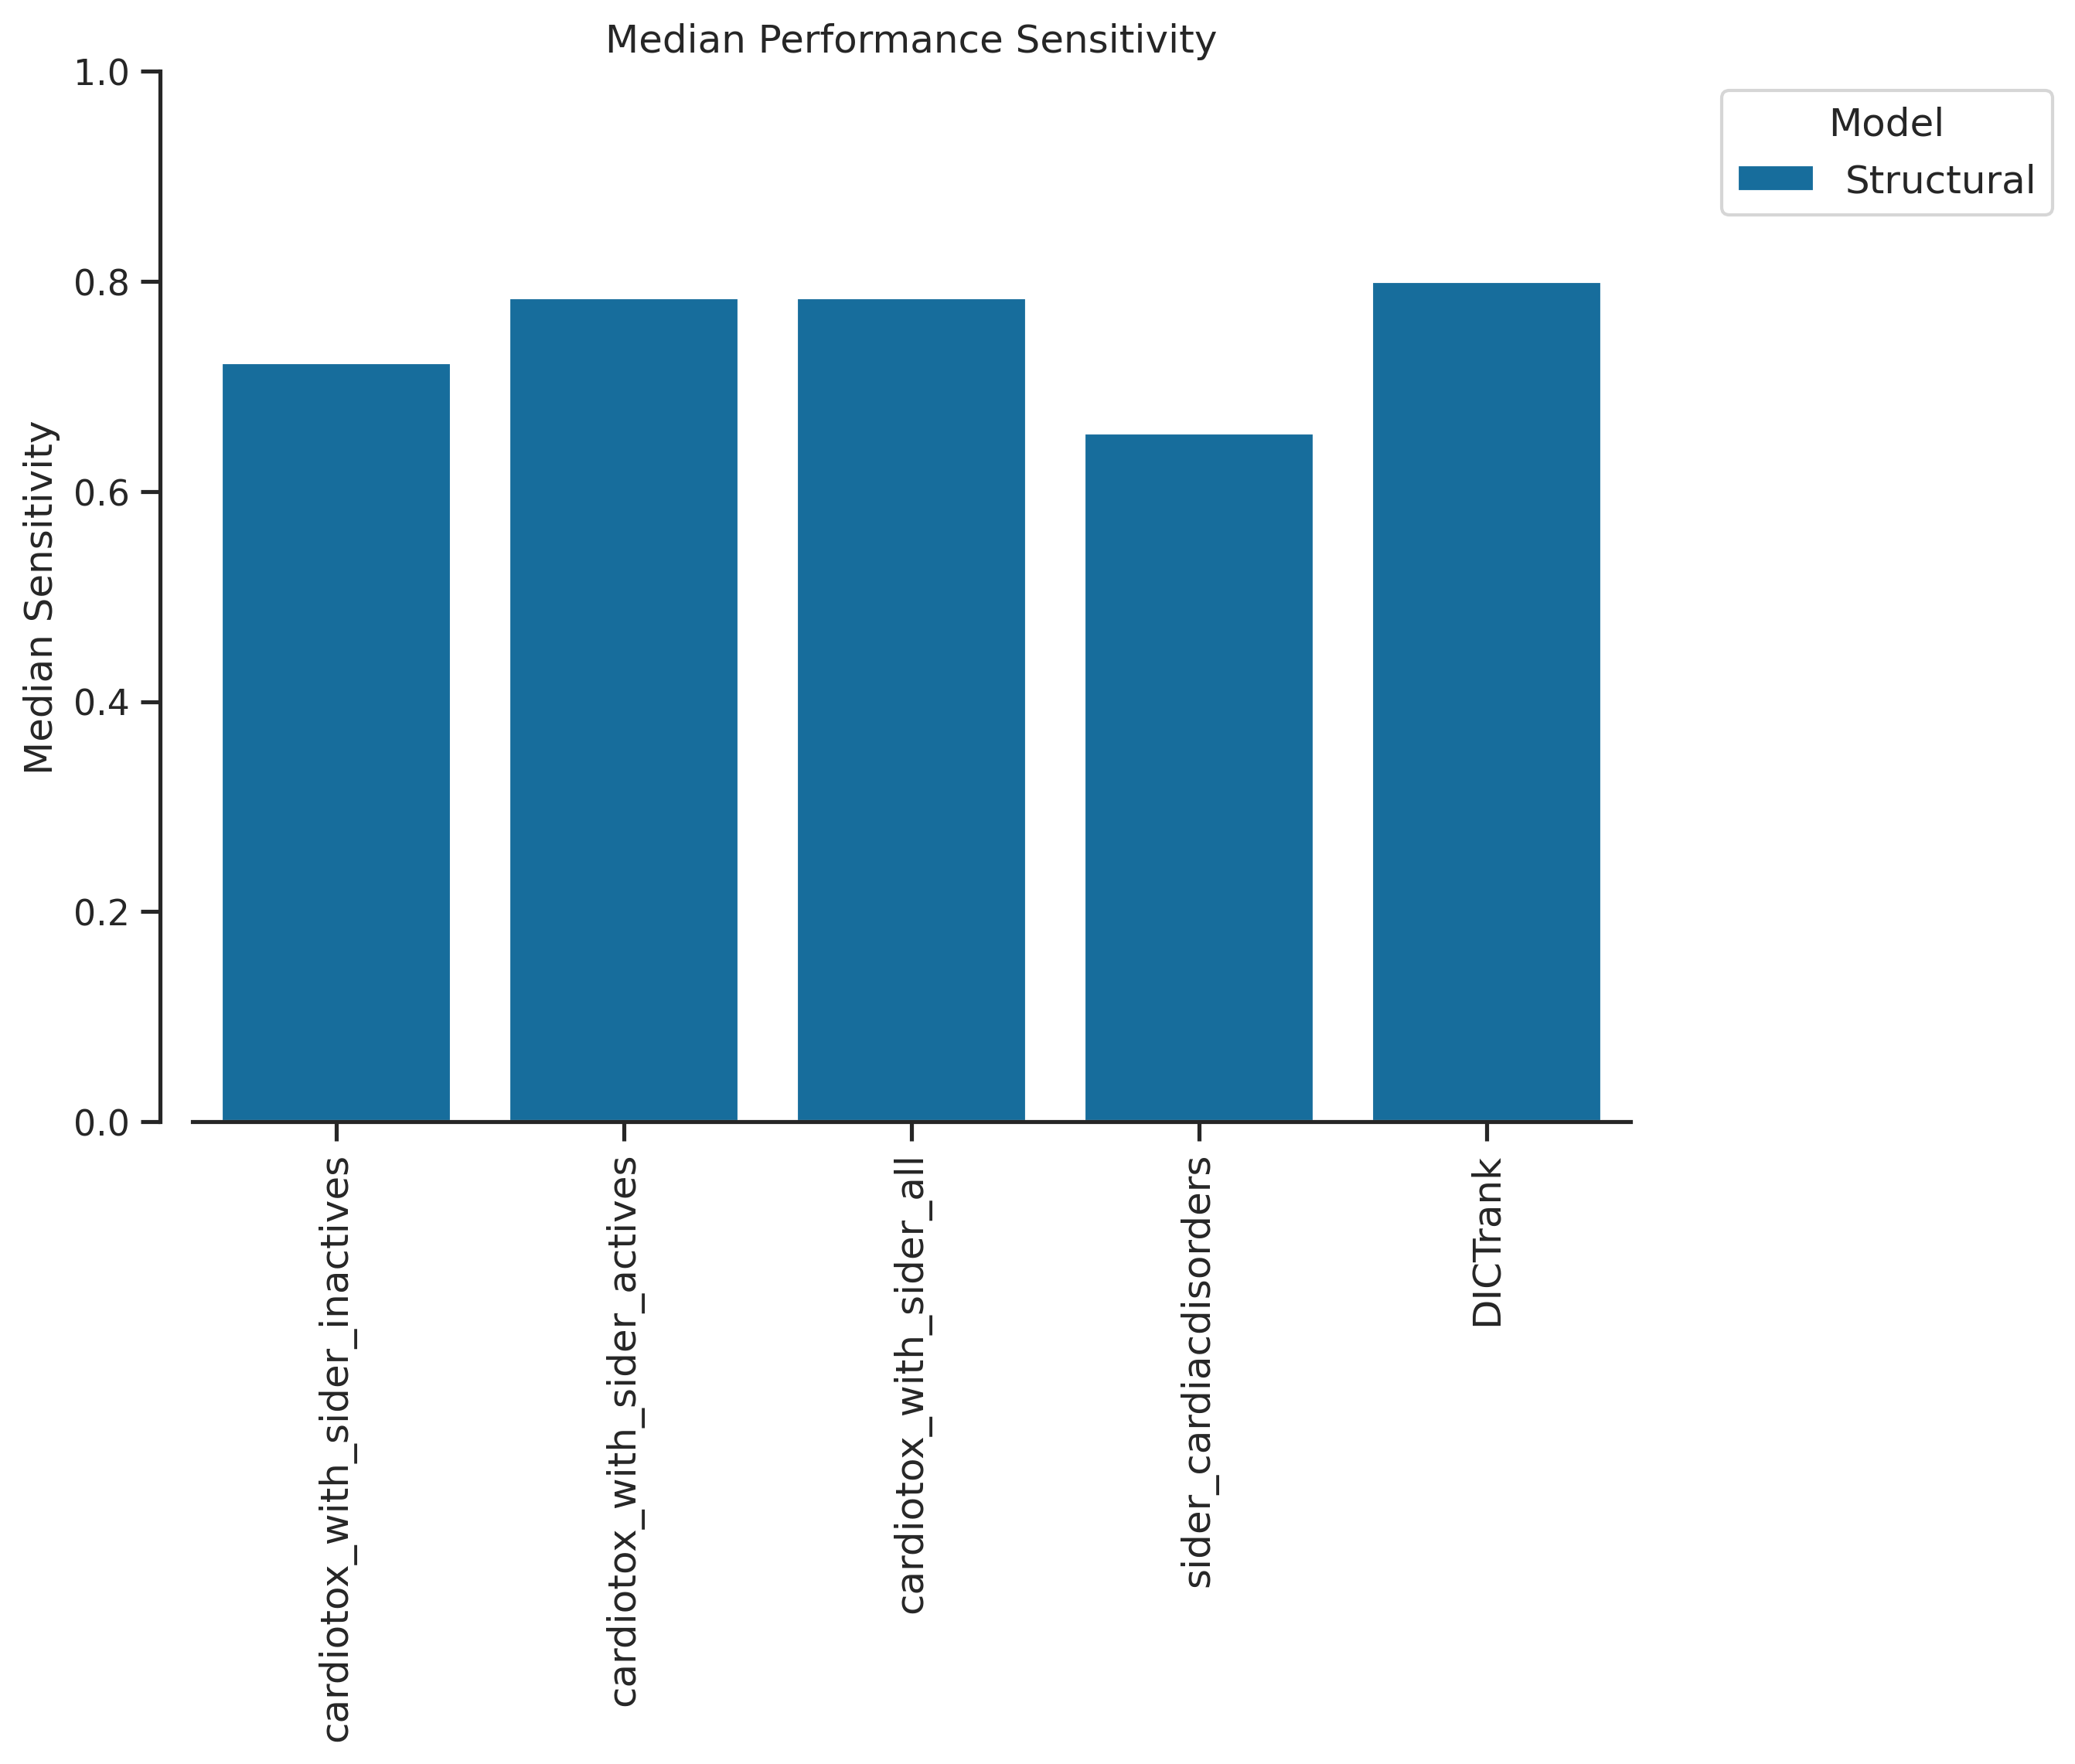 Median Performance Sensitivity
1.0
0.8
0.6
0.4
0.2
0.0
Median Sensitivity
Model
Structural
cardiotox_with_sider_inactives
cardiotox_with_sider_actives
cardiotox_with_sider_all
sider_cardiacdisorders
DICTrank